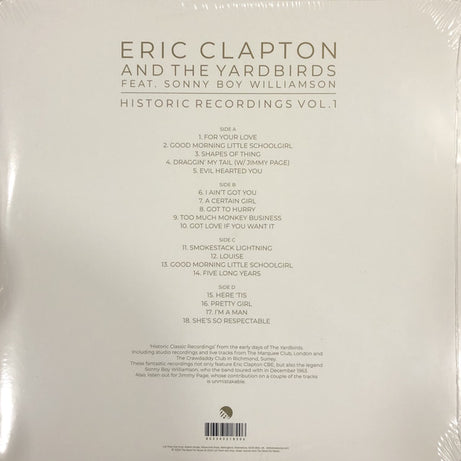 ERIC CLAPTON
AND THE YARDBIRDS
FEAT. SONNY BOY WILLIAMSON
HISTORIC RECORDINGS VOL.1
SIDE A
1. FOR YOUR LOVE
2. GOOD MORNING LITTLE SCHOOLGIRL
3. SHAPES OF THING
4. DRAGGIN' MY TAIL (W/ JIMMY PAGE)
5. EVIL HEARTED YOU
SIDE B
6. I AIN'T GOT YOU
7. A CERTAIN GIRL
8. GOT TO HURRY
9. TOO MUCH MONKEY BUSINESS
10. GOT LOVE IF YOU WANT IT
SIDE C
11. SMOKESTACK LIGHTNING
12. LOUISE
13. GOOD MORNING LITTLE SCHOOLGIRL
14. FIVE LONG YEARS
SIDE D
15. HERE 'TIS
16. PRETTY GIRL
17. I'M A MAN
18. SHE'S SO RESPECTABLE
'Historic Classic Recordings' from the early days of The Yardbirds.
Including studio recordings and live tracks from The Marquee Club, London and
The Crawdaddy Club in Richmond, Surrey.
These fantastic recordings not only feature Eric Clapton CBE, but also the legend
Sonny Boy Williamson, who the band toured with in December 1963.
Also listen out for Jimmy Page, whose contribution on a couple of the tracks
is unmistakable.